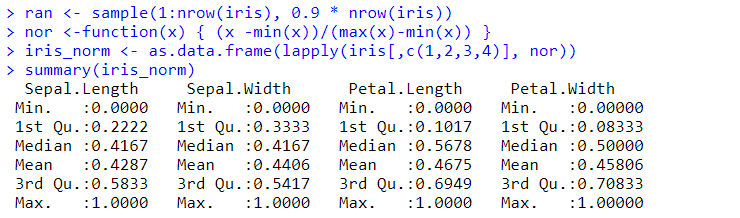 > ran <- sample(1:nrow(iris), 0.9 * nrow(iris))
> nor <-function(x) { (x -min(x))/(max(x)-min(x)) }
> iris_norm <- as.data.frame(lapply(iris[,c(1,2,3,4)], nor))
> summary(iris_norm)
  Sepal.Length     Sepal.Width      Petal.Length     Petal.Width
 Min.   :0.0000   Min.   :0.0000   Min.   :0.0000   Min.   :0.00000
 1st Qu.:0.2222   1st Qu.:0.3333   1st Qu.:0.1017   1st Qu.:0.08333
 Median :0.4167   Median :0.4167   Median :0.5678   Median :0.50000
 Mean   :0.4287   Mean   :0.4406   Mean   :0.4675   Mean   :0.45806
 3rd Qu.:0.5833   3rd Qu.:0.5417   3rd Qu.:0.6949   3rd Qu.:0.70833
 Max.   :1.0000   Max.   :1.0000   Max.   :1.0000   Max.   :1.00000